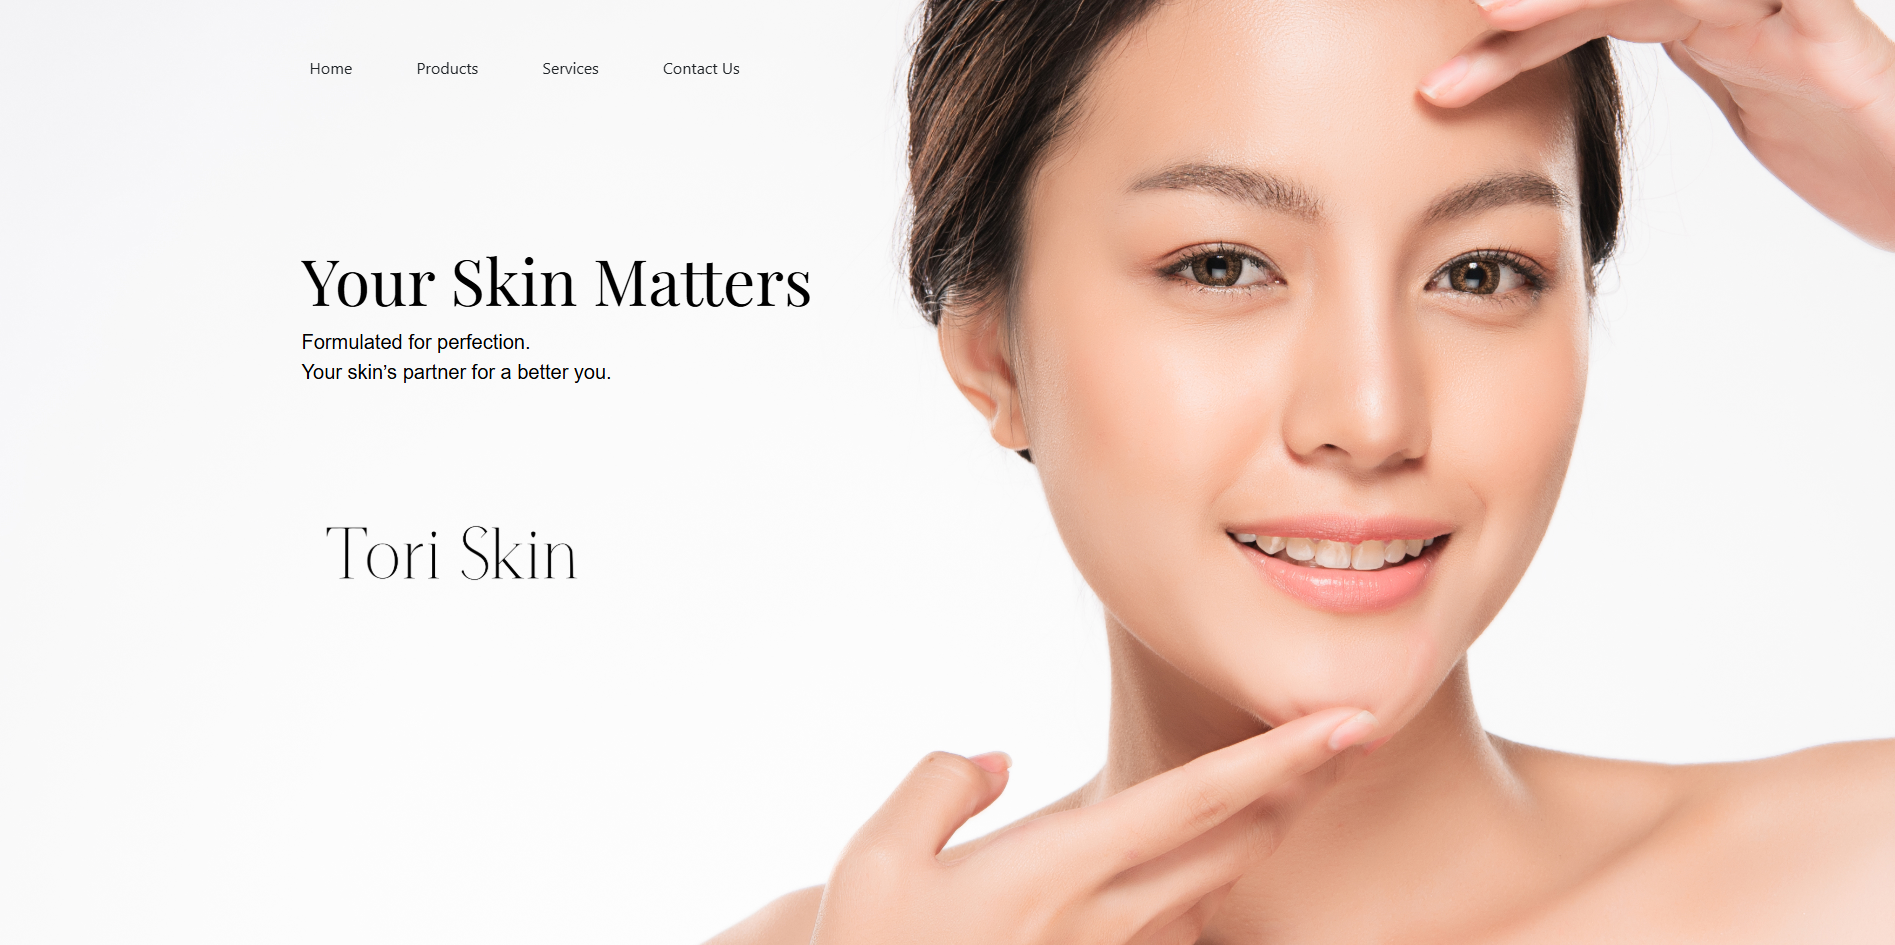 Home Products Services Contact Us
Your Skin Matters
Formulated for perfection.
Your skin’s partner for a better you.
Tori Skin